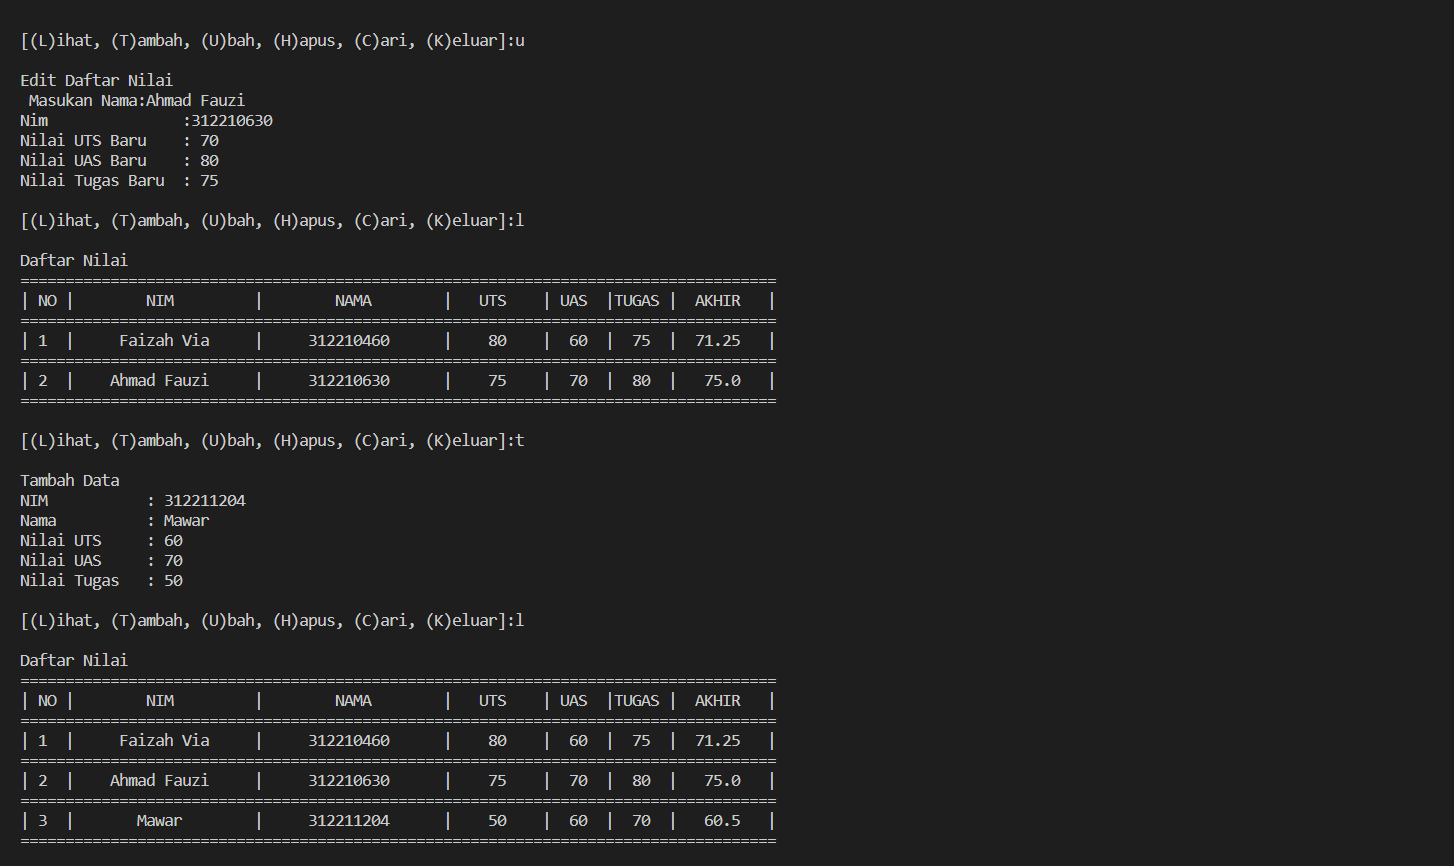 [(L)ihat, (T)ambah, (U)bah, (H)apus, (C)ari, (K)eluar]:u
Edit Daftar Nilai
 Masukan Nama:Ahmad Fauzi
Nim               :312210630
Nilai UTS Baru    : 70
Nilai UAS Baru    : 80
Nilai Tugas Baru  : 75
[(L)ihat, (T)ambah, (U)bah, (H)apus, (C)ari, (K)eluar]:l
Daftar Nilai
====================================================================================
| NO |        NIM         |        NAMA        |   UTS    | UAS  |TUGAS |  AKHIR   |
====================================================================================
| 1  |     Faizah Via     |     312210460      |    80    |  60  |  75  |  71.25   |
====================================================================================
| 2  |    Ahmad Fauzi     |     312210630      |    75    |  70  |  80  |   75.0   |
====================================================================================
[(L)ihat, (T)ambah, (U)bah, (H)apus, (C)ari, (K)eluar]:t
Tambah Data
NIM           : 312211204
Nama          : Mawar
Nilai UTS     : 60
Nilai UAS     : 70
Nilai Tugas   : 50
[(L)ihat, (T)ambah, (U)bah, (H)apus, (C)ari, (K)eluar]:l
Daftar Nilai
====================================================================================
| NO |        NIM         |        NAMA        |   UTS    | UAS  |TUGAS |  AKHIR   |
====================================================================================
| 1  |     Faizah Via     |     312210460      |    80    |  60  |  75  |  71.25   |
====================================================================================
| 2  |    Ahmad Fauzi     |     312210630      |    75    |  70  |  80  |   75.0   |
====================================================================================
| 3  |       Mawar        |     312211204      |    50    |  60  |  70  |   60.5   |
====================================================================================